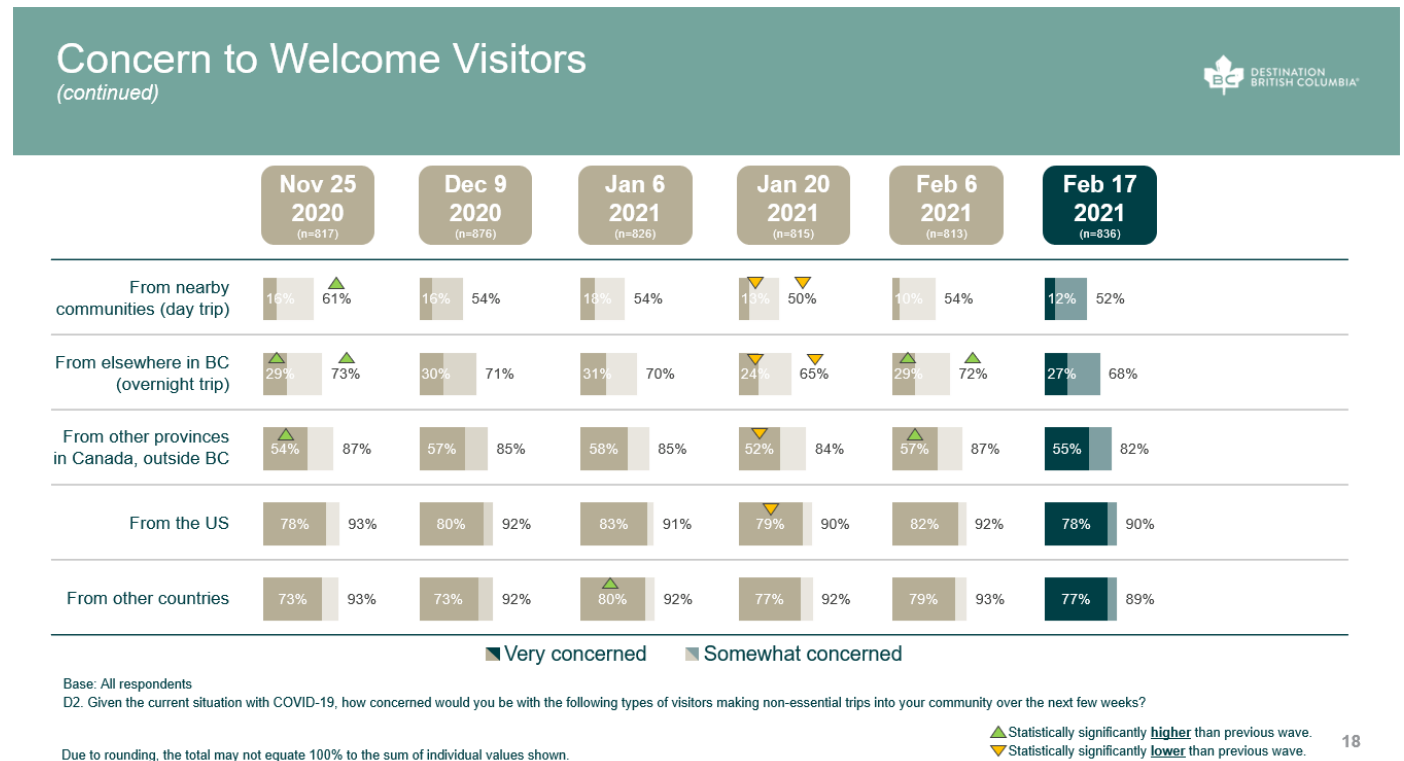 Concern to Welcome Visitors
(continued)
BC DESTINATION
BRITISH COLUMBIA®
Nov 25
2020
(n=817)
Dec 9
2020
(n=876)
Jan 6
2021
(n=826)
Jan 20
2021
(n=815)
Feb 6
2021
(n=813)
Feb 17
2021
(n=836)
From nearby
communities (day trip)
16% 61% 16% 54% 18% 54% 13% 50% 10% 54% 12% 52%
From elsewhere in BC
(overnight trip)
29% 73% 30% 71% 31% 70% 24% 65% 29% 72% 27% 68%
From other provinces
in Canada, outside BC
54% 87% 57% 85% 58% 85% 52% 84% 57% 87% 55% 82%
From the US
78% 93% 80% 92% 83% 91% 79% 90% 82% 92% 78% 90%
From other countries
73% 93% 73% 92% 80% 92% 77% 92% 79% 93% 77% 89%
Very concerned Somewhat concerned
Base: All respondents
D2. Given the current situation with COVID-19, how concerned would you be with the following types of visitors making non-essential trips into your community over the next few weeks?
Statistically significantly higher than previous wave.
Statistically significantly lower than previous wave.
18
Due to rounding, the total may not equate 100% to the sum of individual values shown.